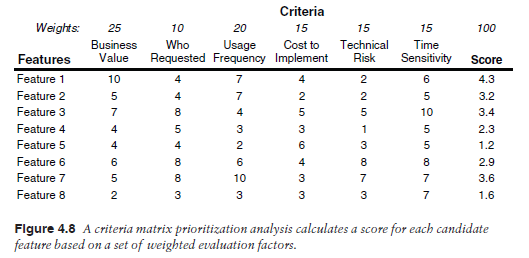 Criteria
Weights: 25 10 20 15 15 15 100
Business Who Usage Cost to Technical Time
Features Value Requested Frequency Implement Risk Sensitivity Score
Feature 1 10 4 7 4 2 6 4.3
Feature 2 5 4 7 2 2 5 3.2
Feature 3 7 8 4 5 5 10 3.4
Feature 4 4 5 3 3 1 5 2.3
Feature 5 4 4 2 6 3 5 1.2
Feature 6 6 8 6 4 8 8 2.9
Feature 7 5 8 10 3 7 7 3.6
Feature 8 2 3 3 3 3 7 1.6
Figure 4.8 A criteria matrix prioritization analysis calculates a score for each candidate
feature based on a set of weighted evaluation factors.